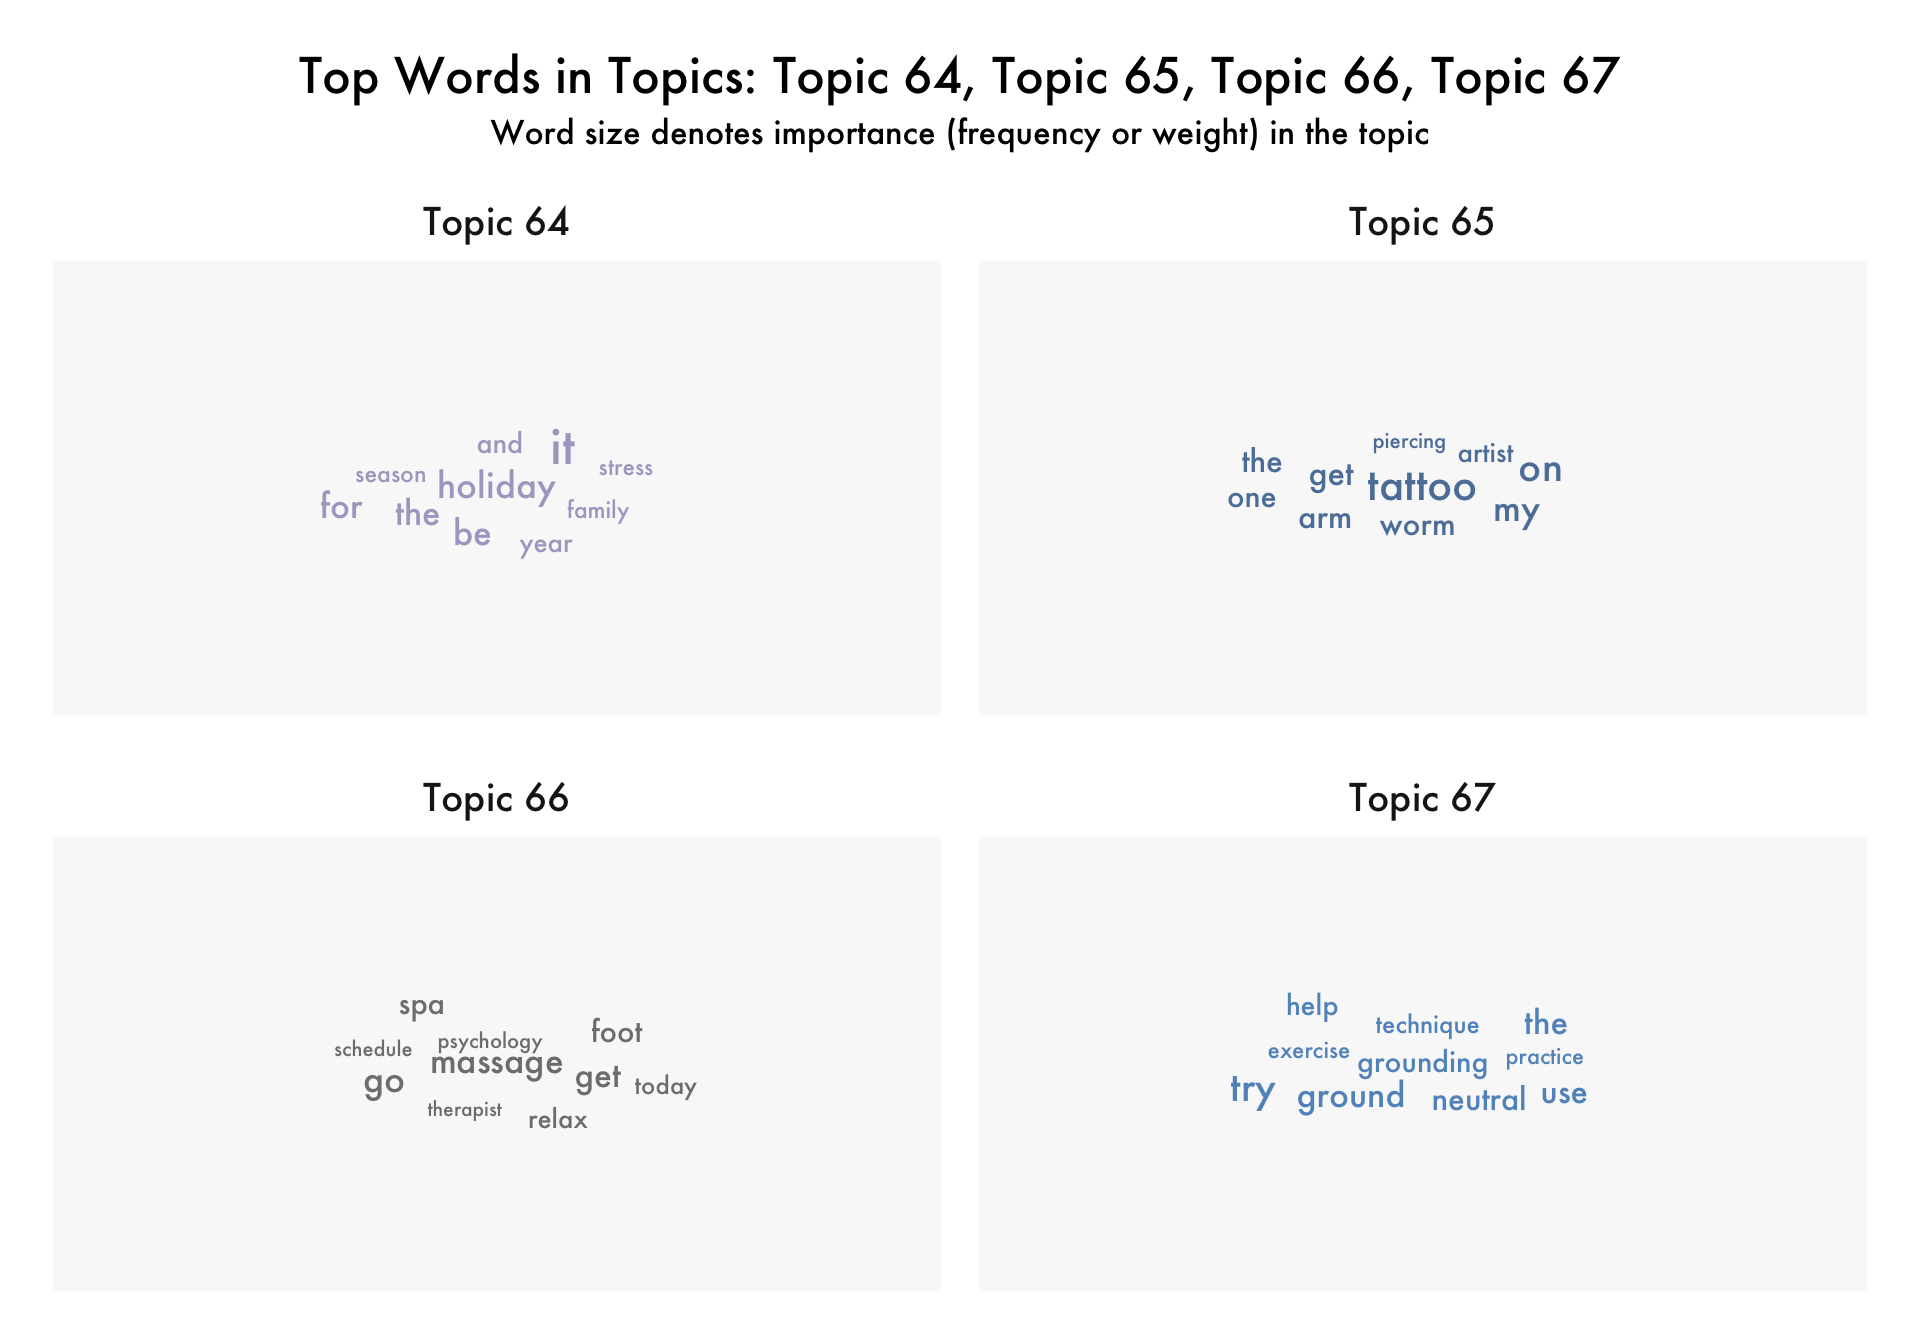 Top Words in Topics: Topic 64, Topic 65, Topic 66, Topic 67
Word size denotes importance (frequency or weight) in the topic
Topic 64
and it
season holiday stress
for the be family
year
Topic 65
piercing
the get tattoo artist on
one arm worm my
Topic 66
spa
foot
schedule psychology
go massage get today
therapist relax
Topic 67
help technique the
exercise grounding practice
try ground neutral use